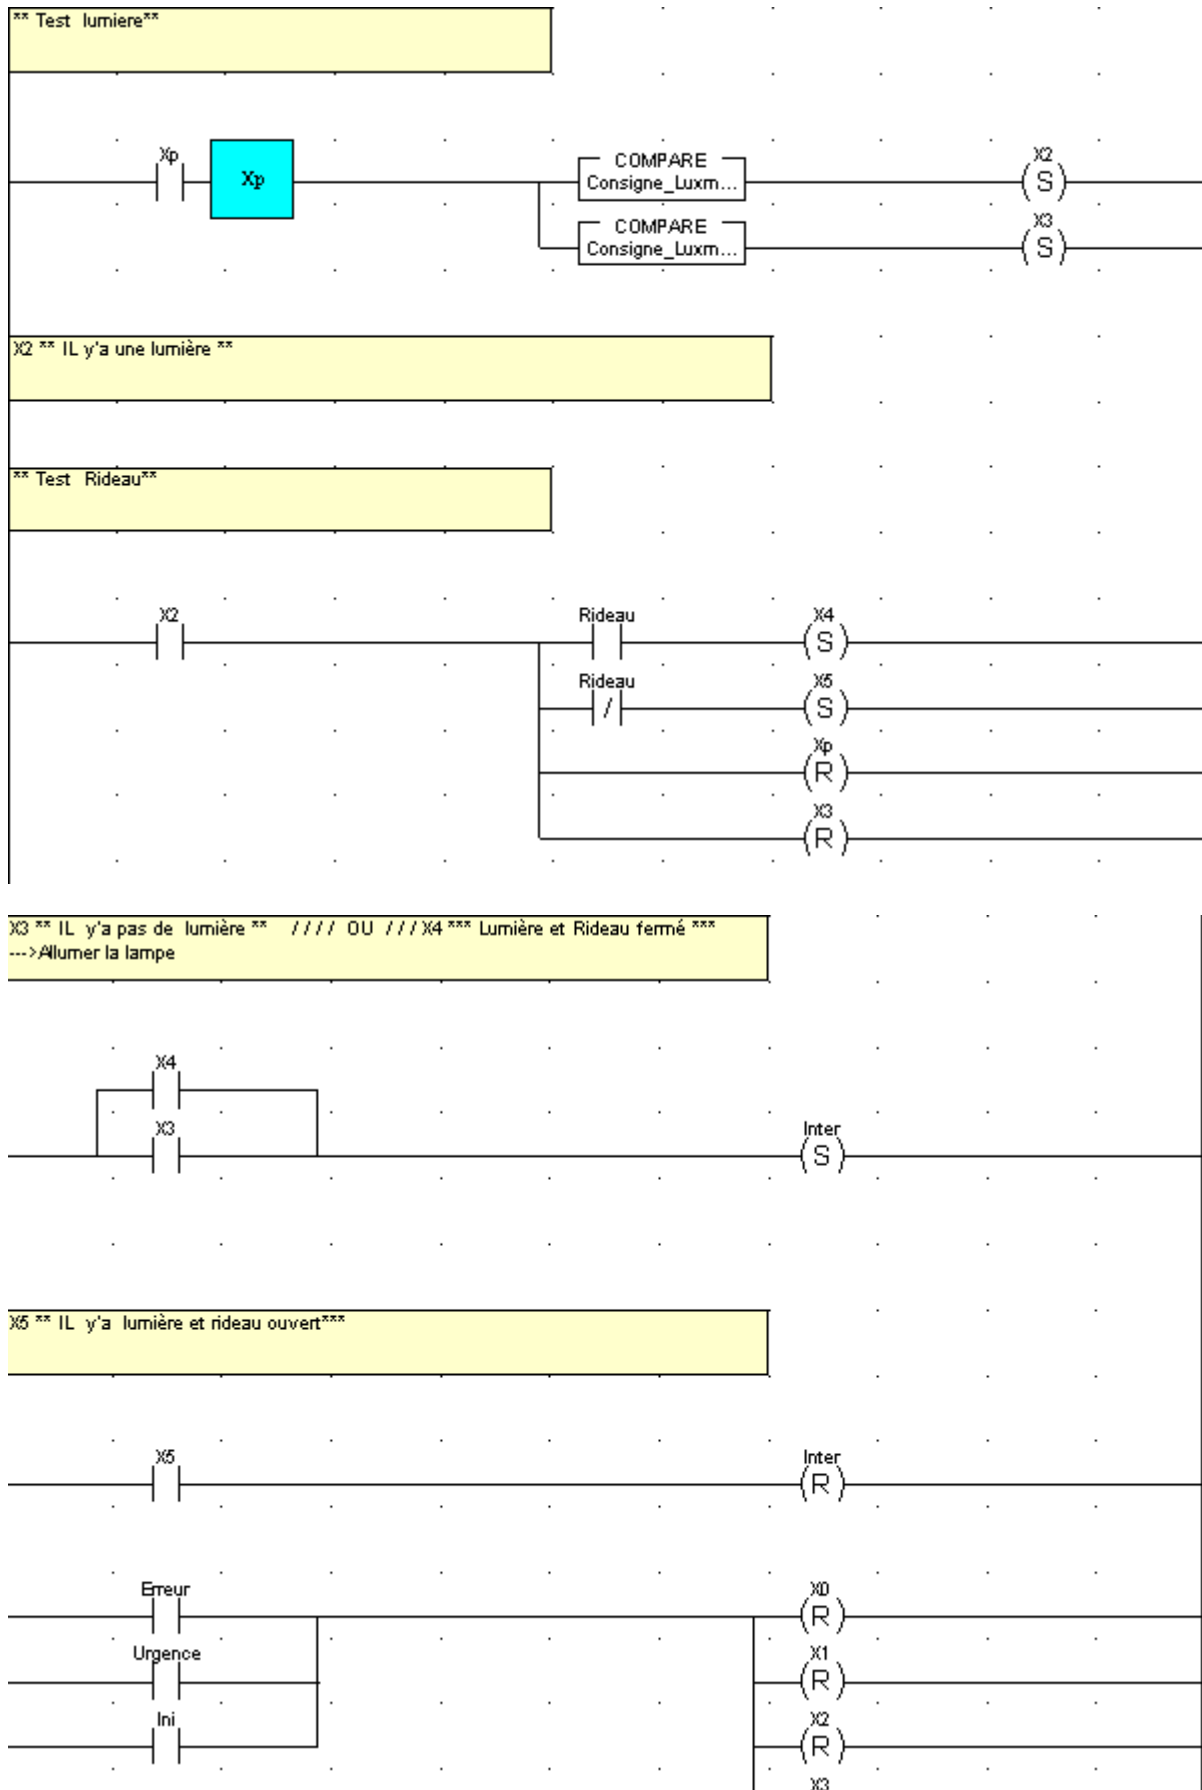 ** Test lumiere**
Xp
Xp
COMPARE
Consigne_Luxm...
X2
S
COMPARE
Consigne_Luxm...
X3
S
X2 ** IL y'a une lumière **
** Test Rideau**
X2
Rideau
X4
S
Rideau
/
X5
S
Xp
R
X3
R
X3 ** IL y'a pas de lumière ** //// OU ///X4 *** Lumière et Rideau fermé ***
--->Allumer la lampe
X4
X3
Inter
S
X5 ** IL y'a lumière et rideau ouvert***
X5
Inter
R
Erreur
X0
R
Urgence
X1
R
Ini
X2
R
X3